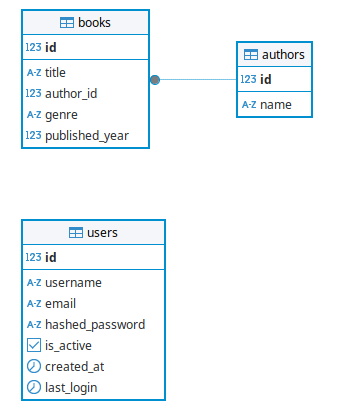 books
123 id
A-Z title
123 author_id
A-Z genre
123 published_year
authors
123 id
A-Z name
users
123 id
A-Z username
A-Z email
A-Z hashed_password
is_active
created_at
last_login